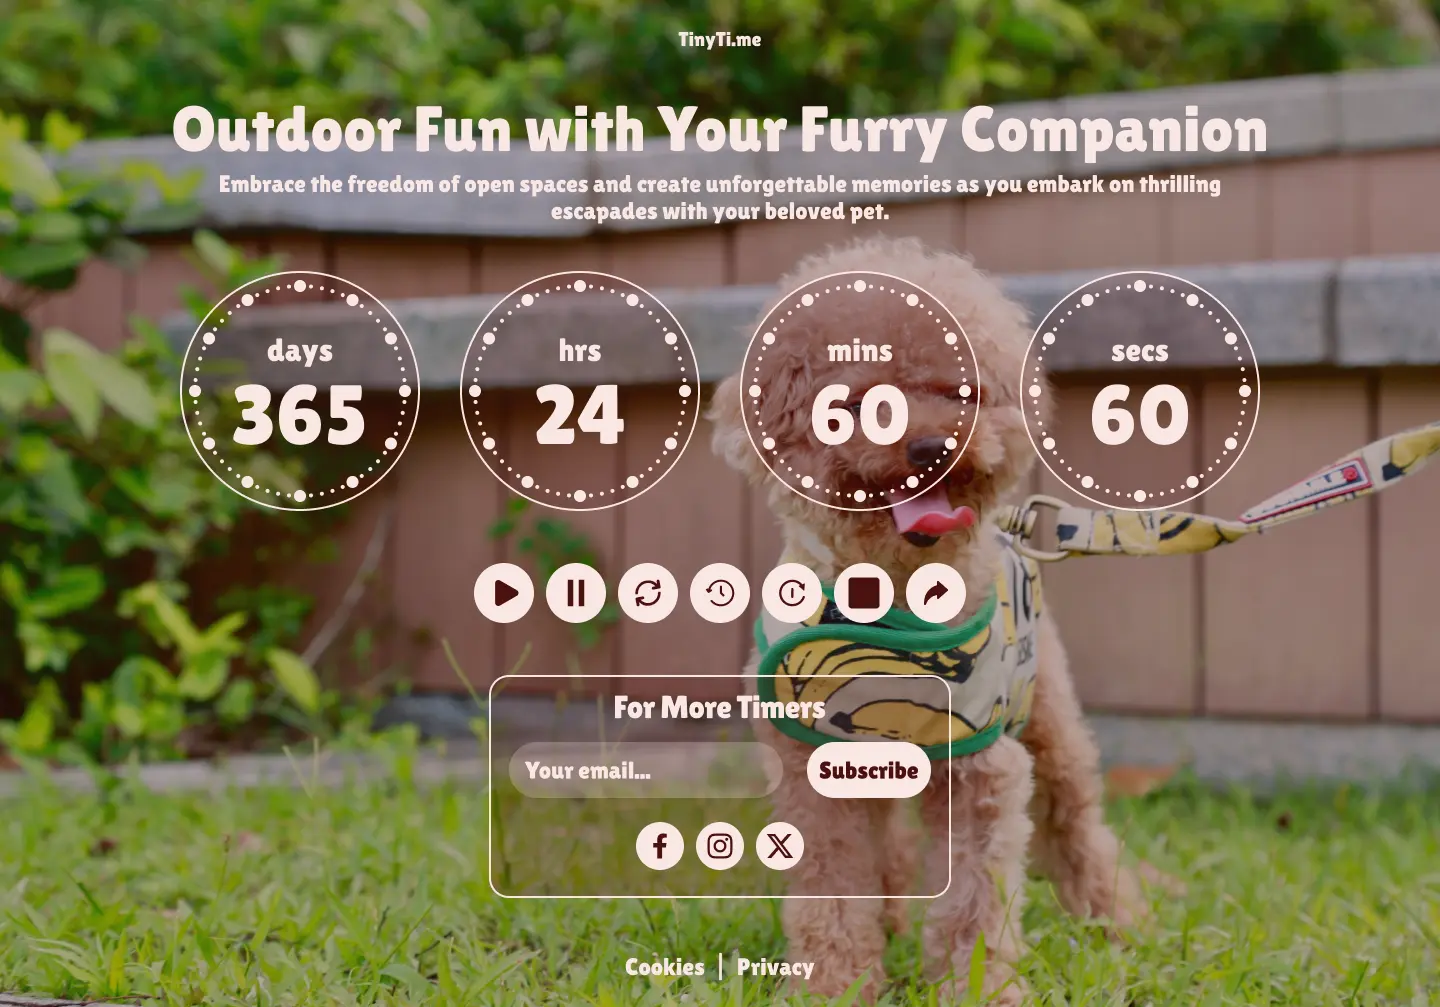 TinyTi.me
Outdoor Fun with Your Furry Companion
Embrace the freedom of open spaces and create unforgettable memories as you embark on thrilling
escapades with your beloved pet.
days
365
hrs
24
mins
60
secs
60
For More Timers
Your email...
Subscribe
Cookies | Privacy